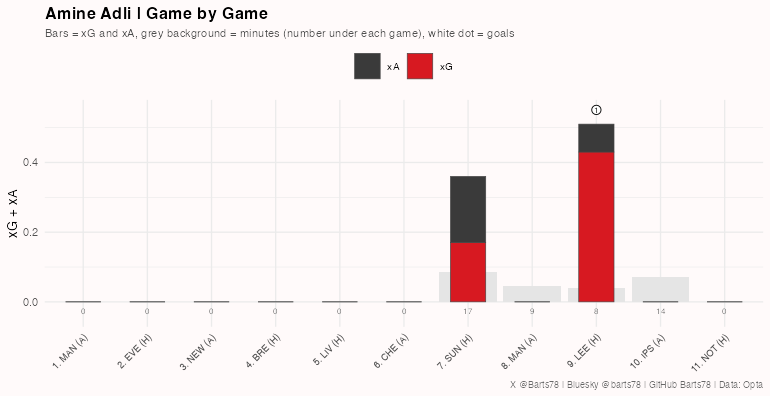 Amine Adli | Game by Game
Bars = xG and xA, grey background = minutes (number under each game), white dot = goals
xA xG
1
xG + xA
0.4
0.2
0.0
0 0 0 0 0 0 17 9 8 14 0
1. MAN (A) 2. EVE (H) 3. NEW (A) 4. BRE (H) 5. LIV (H) 6. CHE (A) 7. SUN (H) 8. MAN (A) 9. LEE (H) 10. IPS (A) 11. NOT (H)
X @Barts78 | Bluesky @barts78 | GitHub Barts78 | Data: Opta